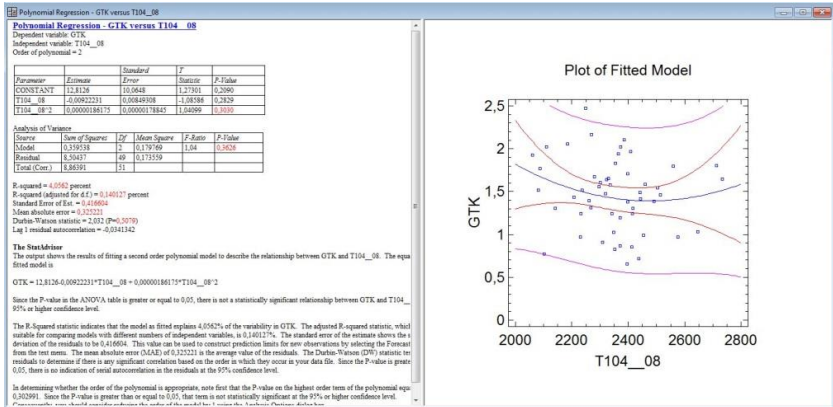 Polynomial Regression - GTK versus T104__08
Polynomial Regression - GTK versus T104__08
Dependent variable: GTK
Independent variable: T104__08
Order of polynomial = 2
Standard T
Parameter Estimate Error Statistic P-Value
CONSTANT 12,8126 10,0648 1,27301 0,2090
T104__08 -0,00922231 0,00849308 -1,08586 0,2829
T104__08^2 0,00000186175 0,00000178845 1,04099 0,3030
Analysis of Variance
Source Sum of Squares Df Mean Square F-Ratio P-Value
Model 0,359538 2 0,179769 1,04 0,3626
Residual 8,50437 49 0,173559
Total (Corr.) 8,86391 51
R-squared = 4,0562 percent
R-squared (adjusted for d.f.) = 0,140127 percent
Standard Error of Est. = 0,416604
Mean absolute error = 0,325221
Durbin-Watson statistic = 2,032 (P=0,5079)
Lag 1 residual autocorrelation = -0,0341342
The StatAdvisor
The output shows the results of fitting a second order polynomial model to describe the relationship between GTK and T104__08. The equa
fitted model is
GTK = 12,8126-0,00922231*T104__08 + 0,00000186175*T104__08^2
Since the P-value in the ANOVA table is greater or equal to 0,05, there is not a statistically significant relationship between GTK and T104__
95% or higher confidence level.
The R-Squared statistic indicates that the model as fitted explains 4,0562% of the variability in GTK. The adjusted R-squared statistic, whic
suitable for comparing models with different numbers of independent variables, is 0,140127%. The standard error of the estimate shows the s
deviation of the residuals to be 0,416604. This value can be used to construct prediction limits for new observations by selecting the Forecast
from the text menu. The mean absolute error (MAE) of 0,325221 is the average value of the residuals. The Durbin-Watson (DW) statistic tes
residuals to determine if there is any significant correlation based on the order in which they occur in your data file. Since the P-value is greate
0,05, there is no indication of serial autocorrelation in the residuals at the 95% confidence level.
In determining whether the order of the polynomial is appropriate, note first that the P-value on the highest order term of the polynomial equa
0,302991. Since the P-value is greater than or equal to 0,05, that term is not statistically significant at the 95% or higher confidence level.
Plot of Fitted Model
2,5
2
1,5
1
0,5
0
GTK
2000 2200 2400 2600 2800
T104__08